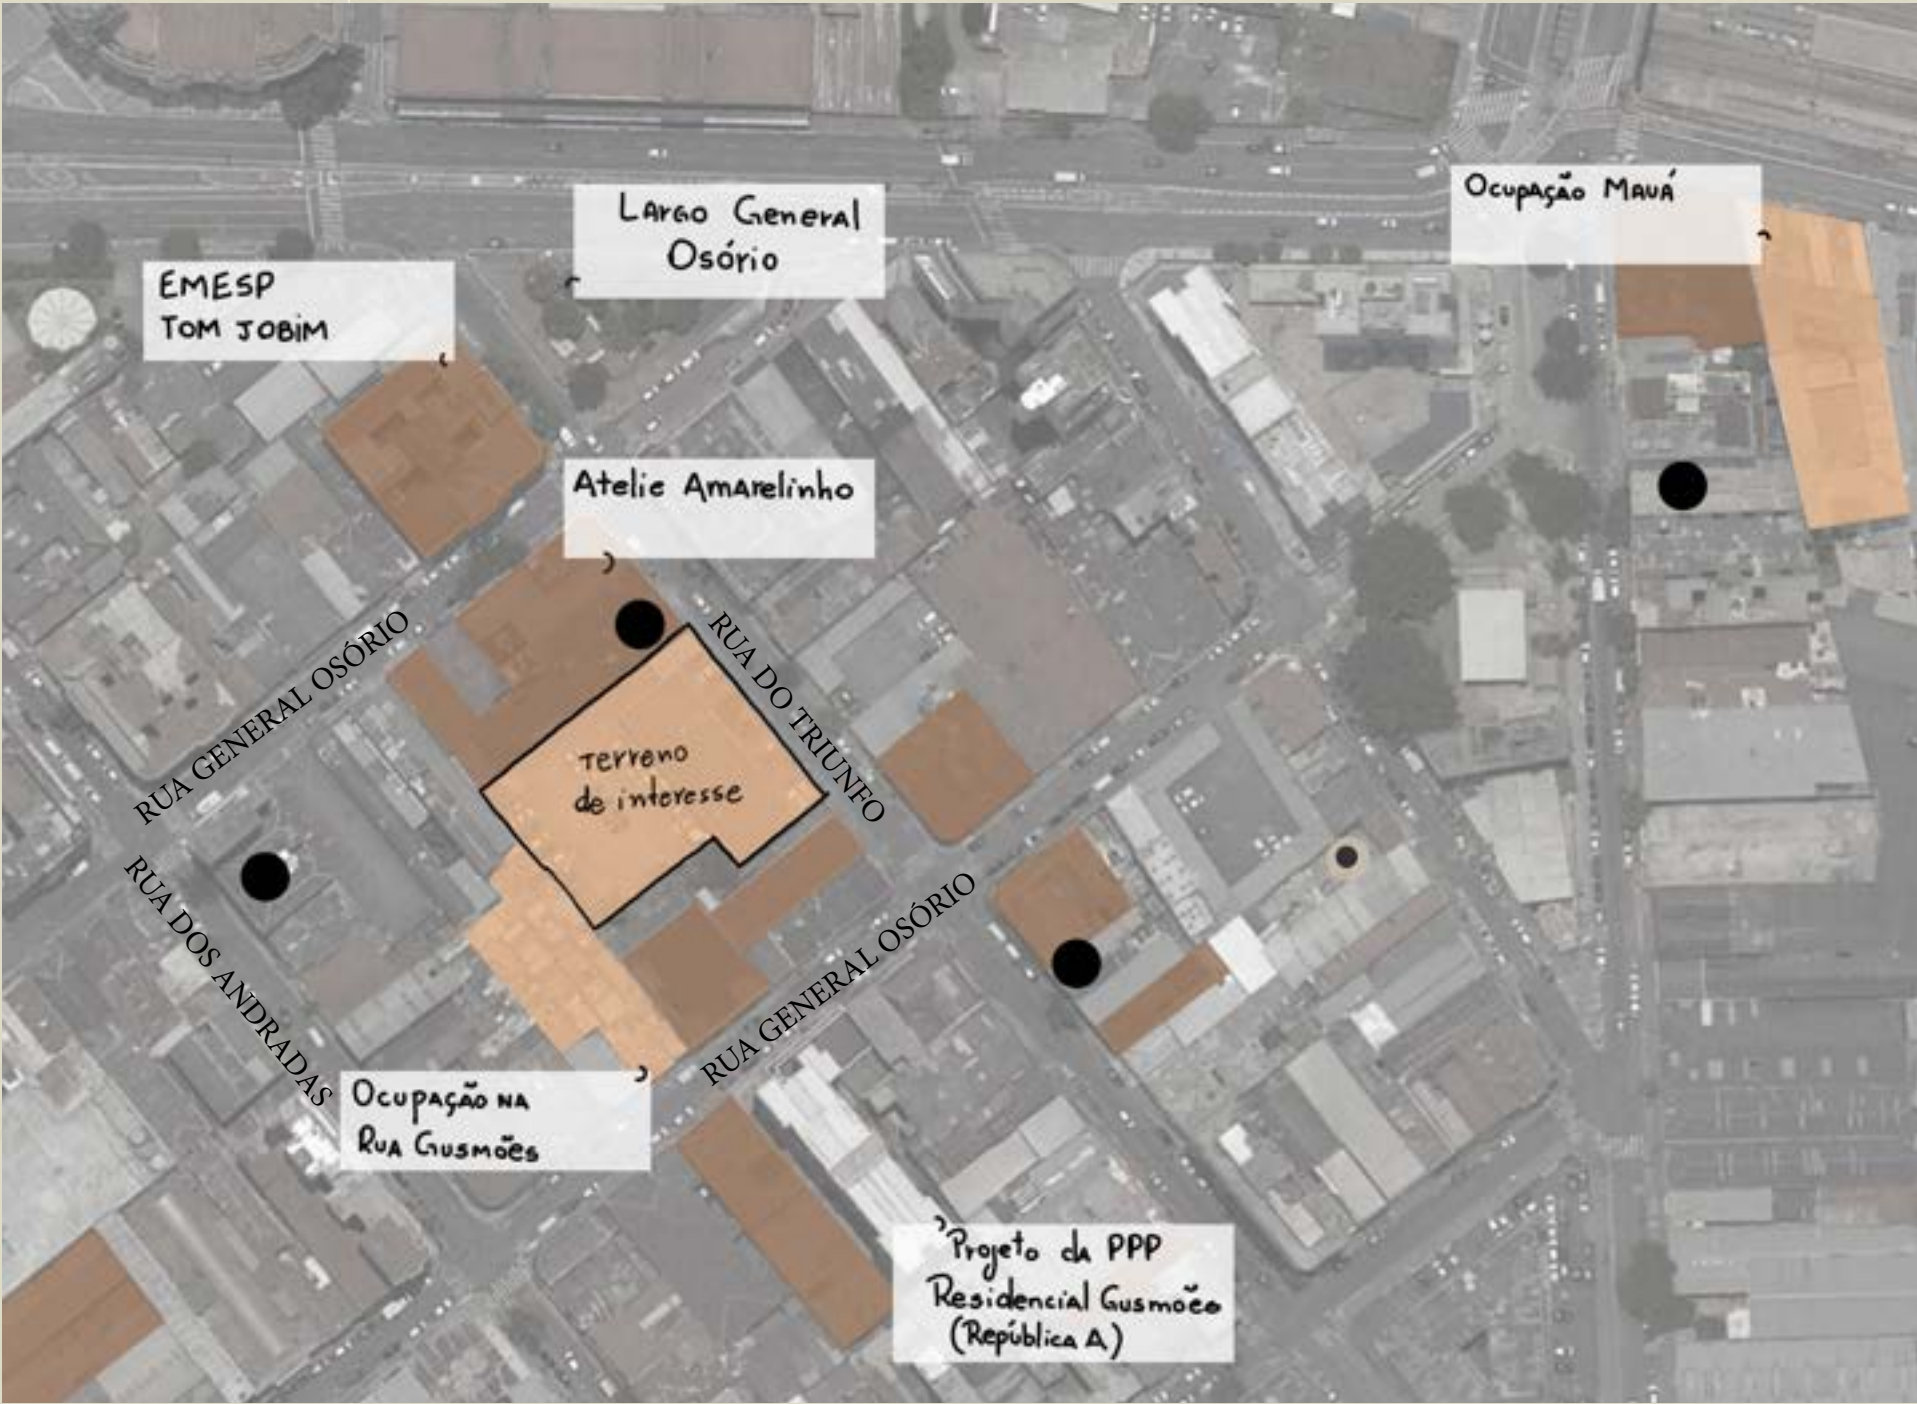 Largo General
Osório
Ocupação Mauá
EMESP
TOM JOBIM
Atelie Amarelinho
RUA GENERAL OSÓRIO
RUA DO TRIUNFO
Terreno
de interesse
RUA DOS ANDRADAS
RUA GENERAL OSÓRIO
Ocupação NA
Rua Gusmões
Projeto da PPP
Residencial Gusmões
(República A)